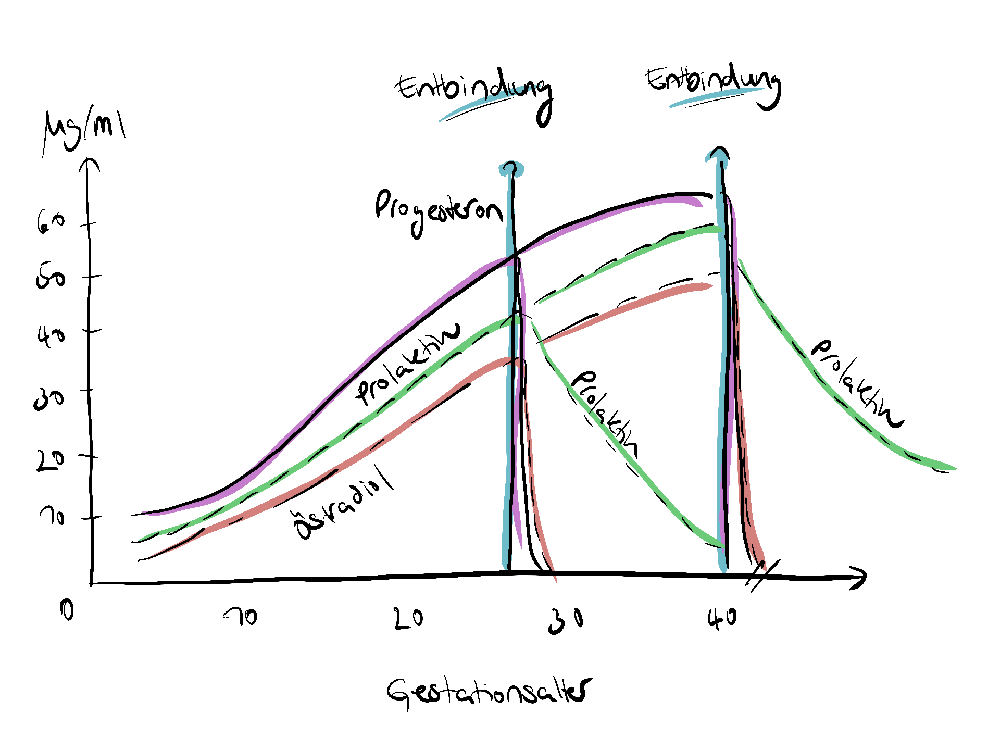 Entbindung
Entbindung
µg/ml
Progesteron
60
50
40
30
20
10
Prolaktin
Prolaktin
Prolaktin
östradiol
0
10
20
30
40
Gestationsalter